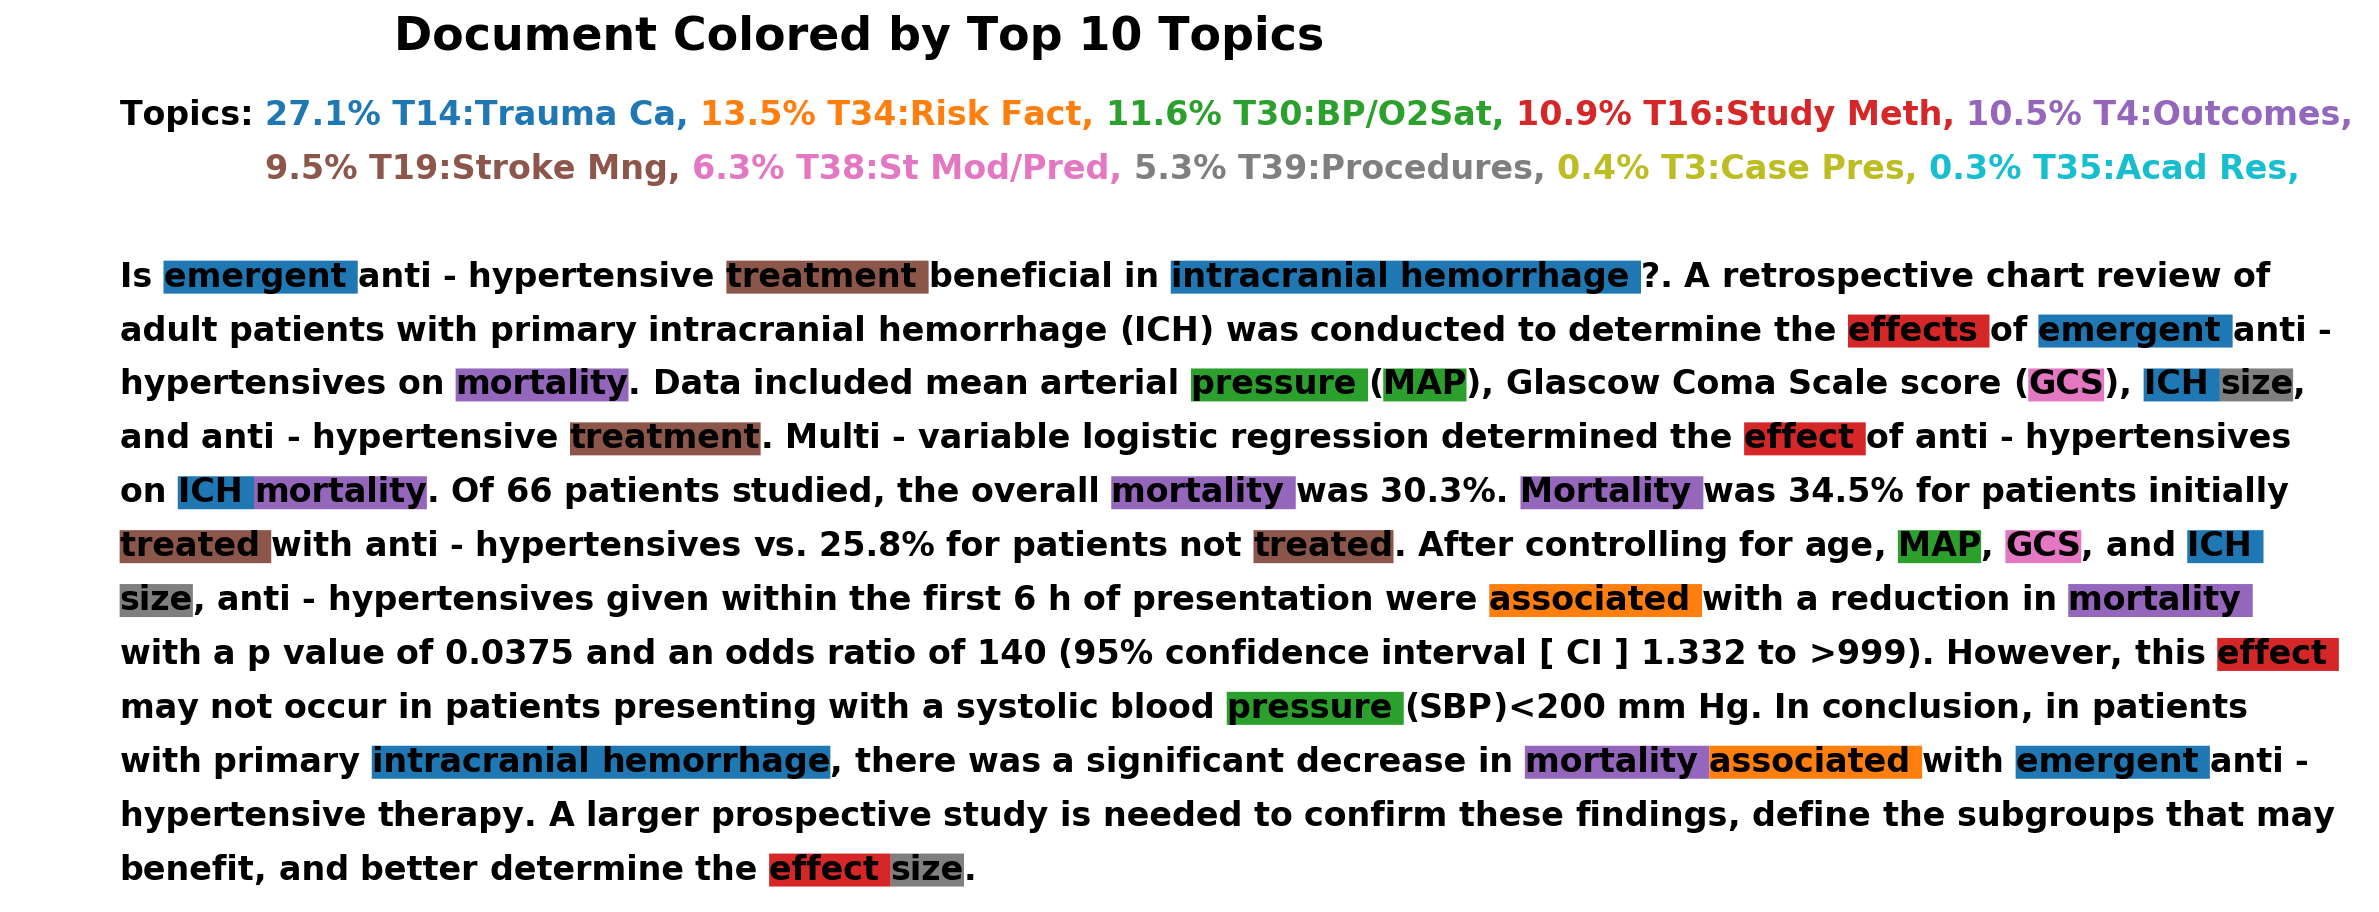 Document Colored by Top 10 Topics
Topics: 27.1% T14:Trauma Ca, 13.5% T34:Risk Fact, 11.6% T30:BP/O2Sat, 10.9% T16:Study Meth, 10.5% T4:Outcomes,
9.5% T19:Stroke Mng, 6.3% T38:St Mod/Pred, 5.3% T39:Procedures, 0.4% T3:Case Pres, 0.3% T35:Acad Res,
Is emergent anti - hypertensive treatment beneficial in intracranial hemorrhage ?. A retrospective chart review of
adult patients with primary intracranial hemorrhage (ICH) was conducted to determine the effects of emergent anti -
hypertensives on mortality. Data included mean arterial pressure (MAP), Glascow Coma Scale score (GCS), ICH size,
and anti - hypertensive treatment. Multi - variable logistic regression determined the effect of anti - hypertensives
on ICH mortality. Of 66 patients studied, the overall mortality was 30.3%. Mortality was 34.5% for patients initially
treated with anti - hypertensives vs. 25.8% for patients not treated. After controlling for age, MAP, GCS, and ICH
size, anti - hypertensives given within the first 6 h of presentation were associated with a reduction in mortality
with a p value of 0.0375 and an odds ratio of 140 (95% confidence interval [ CI ] 1.332 to >999). However, this effect
may not occur in patients presenting with a systolic blood pressure (SBP)<200 mm Hg. In conclusion, in patients
with primary intracranial hemorrhage, there was a significant decrease in mortality associated with emergent anti -
hypertensive therapy. A larger prospective study is needed to confirm these findings, define the subgroups that may
benefit, and better determine the effect size.